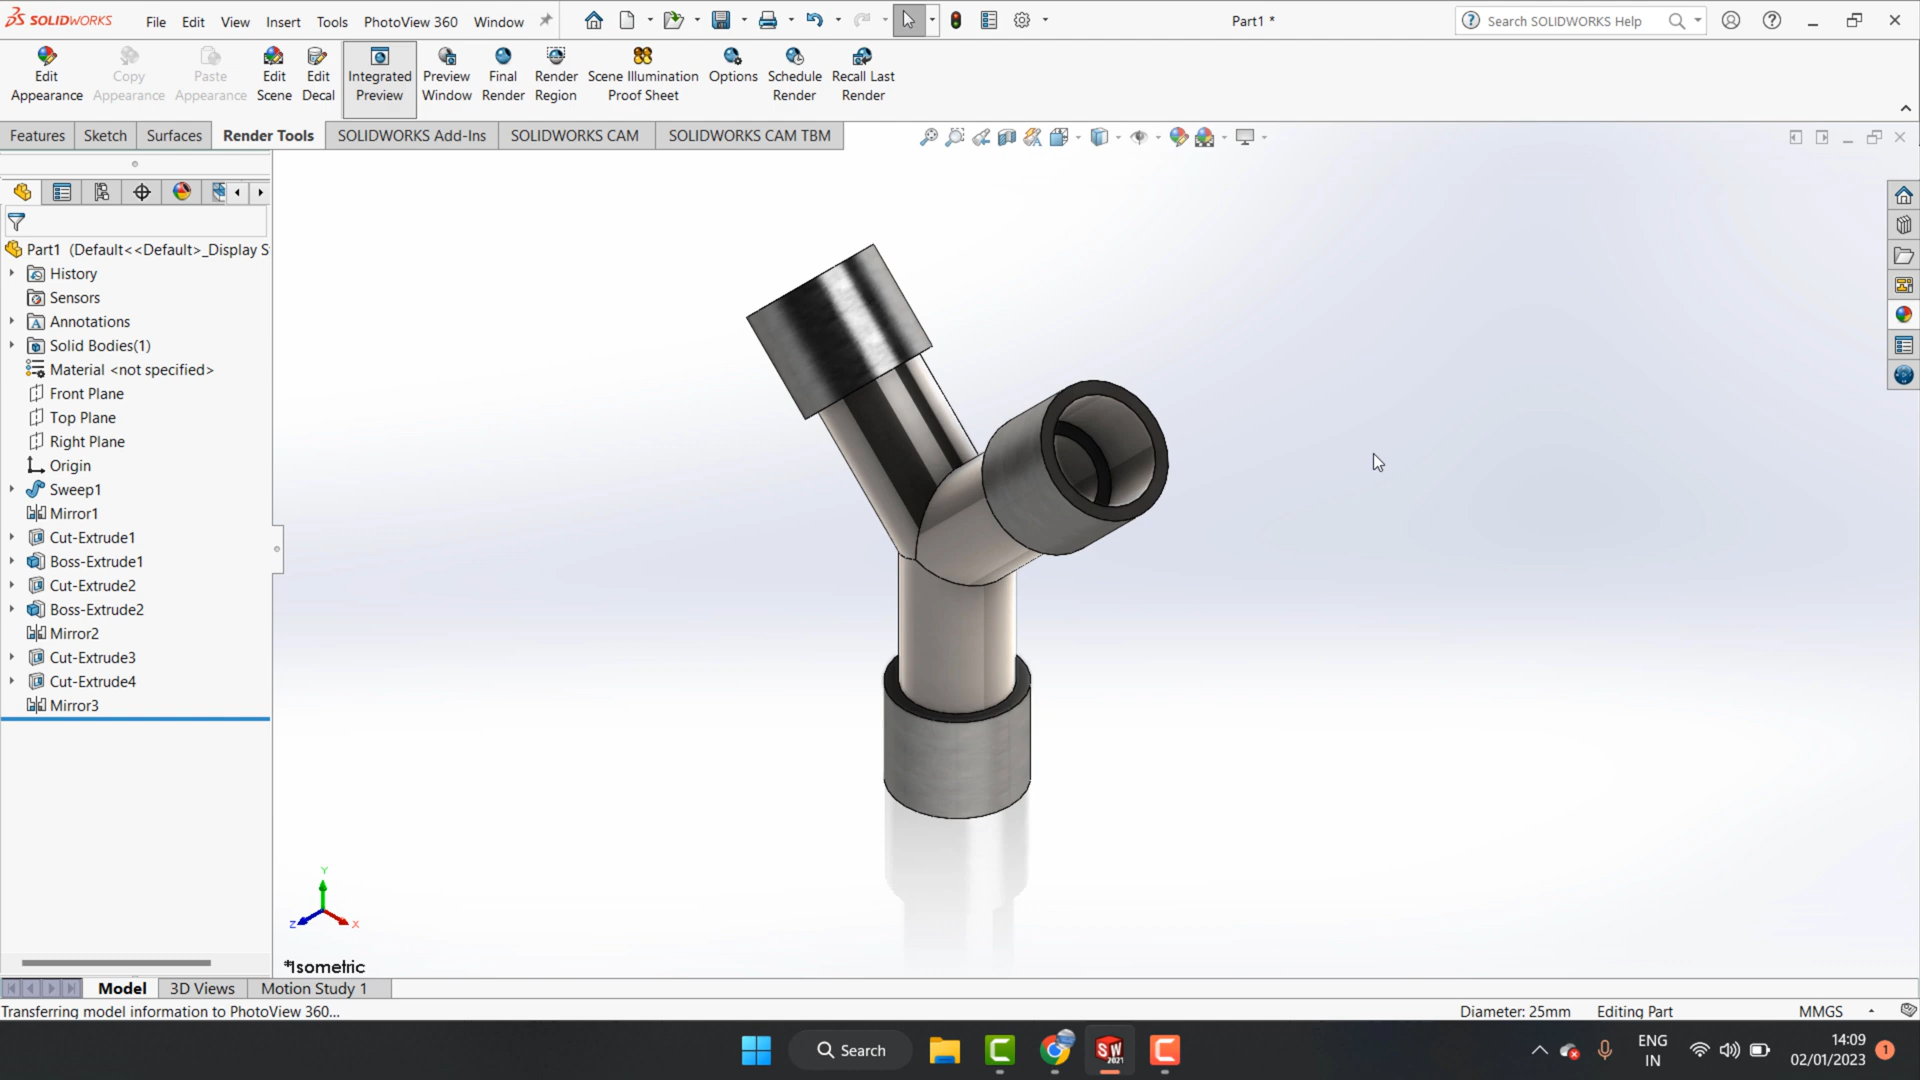 SOLIDWORKS File Edit View Insert Tools PhotoView 360 Window Part1 * Search SOLIDWORKS Help
Edit Appearance
Copy Appearance
Paste Appearance
Edit Scene
Edit Decal
Integrated Preview
Preview Window
Final Render
Render Region
Scene Illumination Proof Sheet
Options
Schedule Render
Recall Last Render
Features Sketch Surfaces Render Tools SOLIDWORKS Add-Ins SOLIDWORKS CAM SOLIDWORKS CAM TBM
Part1 (Default<<Default>_Display S
History
Sensors
Annotations
Solid Bodies(1)
Material <not specified>
Front Plane
Top Plane
Right Plane
Origin
Sweep1
Mirror1
Cut-Extrude1
Boss-Extrude1
Cut-Extrude2
Boss-Extrude2
Mirror2
Cut-Extrude3
Cut-Extrude4
Mirror3
Y
Z
X
*Isometric
Model 3D Views Motion Study 1
Transferring model information to PhotoView 360... Diameter: 25mm Editing Part MMGS
Search
SW
2021
ENG
IN
14:09
02/01/2023
1